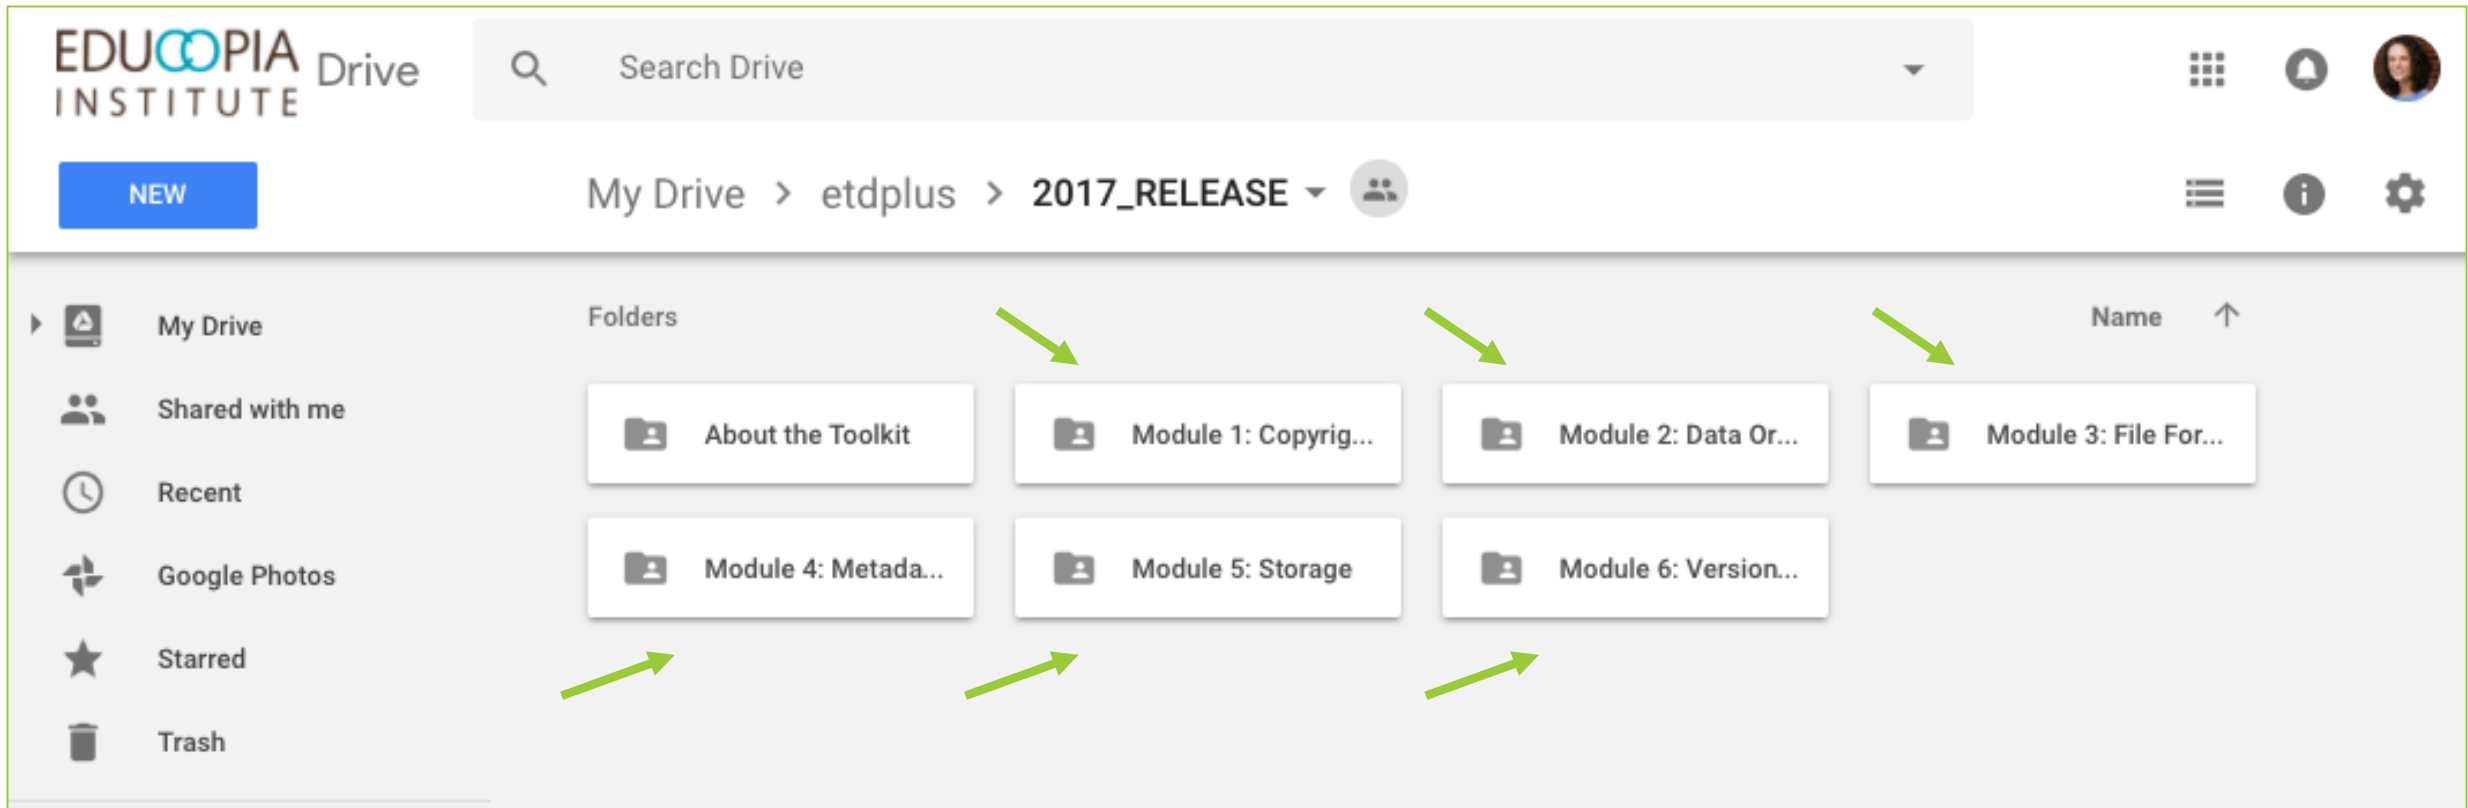 EDUCOPIA
INSTITUTE
Drive
Search Drive
NEW
My Drive > etdplus > 2017_RELEASE
My Drive
Shared with me
Recent
Google Photos
Starred
Trash
Folders
Name
About the Toolkit
Module 1: Copyrig...
Module 2: Data Or...
Module 3: File For...
Module 4: Metada...
Module 5: Storage
Module 6: Version...